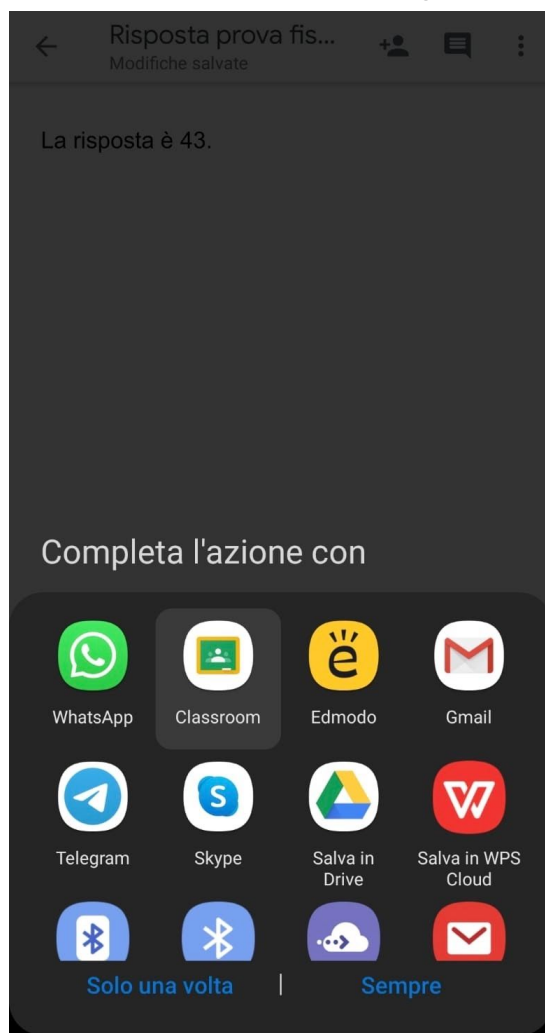 Risposta prova fis...
Modifiche salvate
La risposta è 43.
Completa l'azione con
WhatsApp
Classroom
Edmodo
Gmail
Telegram
Skype
Salva in
Drive
Salva in WPS
Cloud
Solo una volta | Sempre